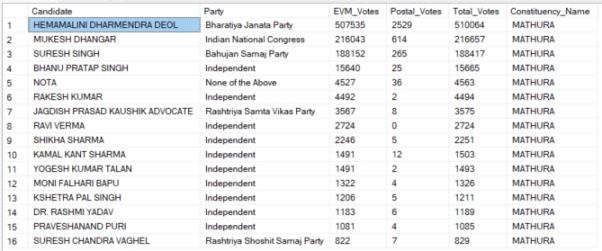 Candidate Party EVM_Votes Postal_Votes Total_Votes Constituency_Name
1 HEMAMALINI DHARMENDRA DEOL Bharatiya Janata Party 507535 2529 510064 MATHURA
2 MUKESH DHANGAR Indian National Congress 216043 614 216657 MATHURA
3 SURESH SINGH Bahujan Samaj Party 188152 265 188417 MATHURA
4 BHANU PRATAP SINGH Independent 15640 25 15665 MATHURA
5 NOTA None of the Above 4527 36 4563 MATHURA
6 RAKESH KUMAR Independent 4492 2 4494 MATHURA
7 JAGDISH PRASAD KAUSHIK ADVOCATE Rashtriya Samta Vikas Party 3567 8 3575 MATHURA
8 RAVI VERMA Independent 2724 0 2724 MATHURA
9 SHIKHA SHARMA Independent 2246 5 2251 MATHURA
10 KAMAL KANT SHARMA Independent 1491 12 1503 MATHURA
11 YOGESH KUMAR TALAN Independent 1491 2 1493 MATHURA
12 MONI FALHARI BAPU Independent 1322 4 1326 MATHURA
13 KSHETRA PAL SINGH Independent 1206 5 1211 MATHURA
14 DR. RASHMI YADAV Independent 1183 6 1189 MATHURA
15 PRAVESHANAND PURI Independent 1081 4 1085 MATHURA
16 SURESH CHANDRA VAGHEL Rashtriya Shoshit Samaj Party 822 7 829 MATHURA